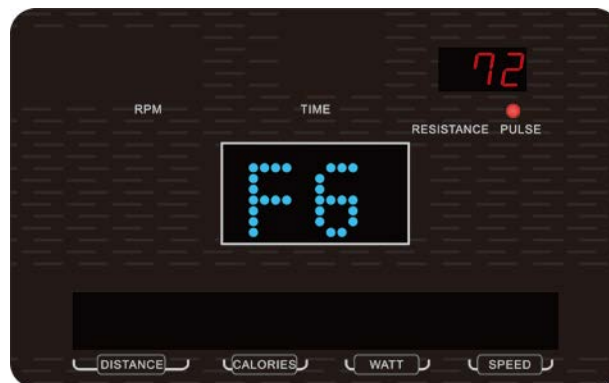 72
RPM TIME
RESISTANCE PULSE
F6
DISTANCE CALORIES WATT SPEED